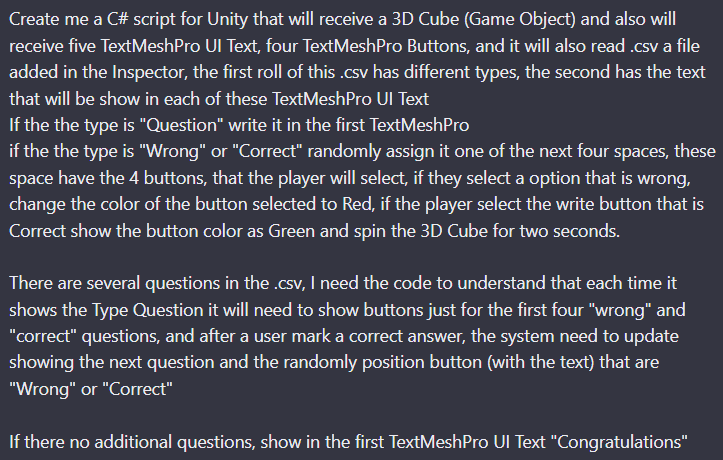 Create me a C# script for Unity that will receive a 3D Cube (Game Object) and also will
receive five TextMeshPro UI Text, four TextMeshPro Buttons, and it will also read .csv a file
added in the Inspector, the first roll of this .csv has different types, the second has the text
that will be show in each of these TextMeshPro UI Text
If the the type is "Question" write it in the first TextMeshPro
if the the type is "Wrong" or "Correct" randomly assign it one of the next four spaces, these
space have the 4 buttons, that the player will select, if they select a option that is wrong,
change the color of the button selected to Red, if the player select the write button that is
Correct show the button color as Green and spin the 3D Cube for two seconds.
There are several questions in the .csv, I need the code to understand that each time it
shows the Type Question it will need to show buttons just for the first four "wrong" and
"correct" questions, and after a user mark a correct answer, the system need to update
showing the next question and the randomly position button (with the text) that are
"Wrong" or "Correct"
If there no additional questions, show in the first TextMeshPro UI Text "Congratulations"